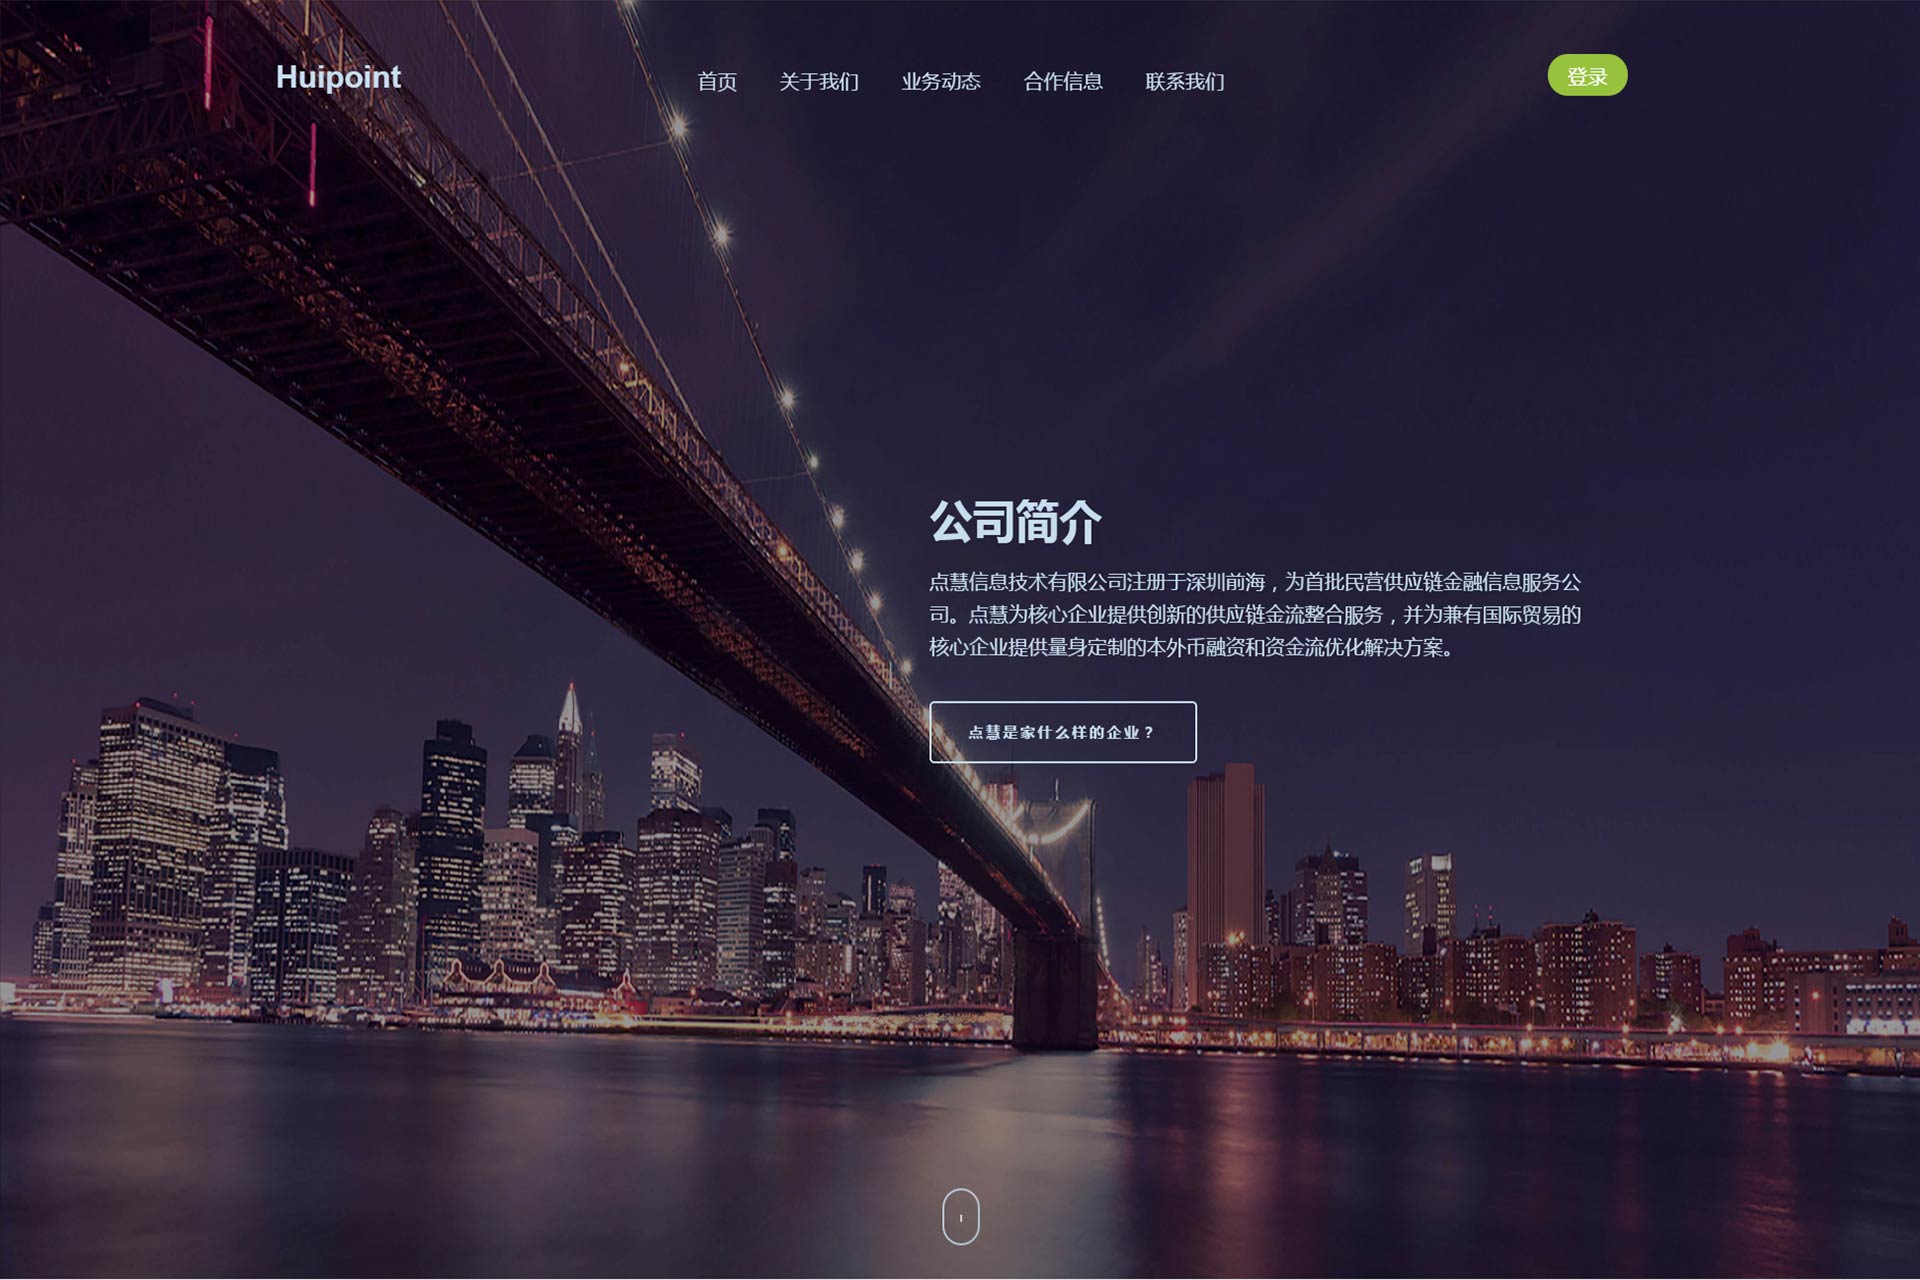 Huipoint
首页 关于我们 业务动态 合作信息 联系我们
登录
公司简介
点慧信息技术有限公司注册于深圳前海，为首批民营供应链金融信息服务公
司。点慧为核心企业提供创新的供应链金流整合服务，并为兼有国际贸易的
核心企业提供量身定制的本外币融资和资金流优化解决方案。
点慧是家什么样的企业？